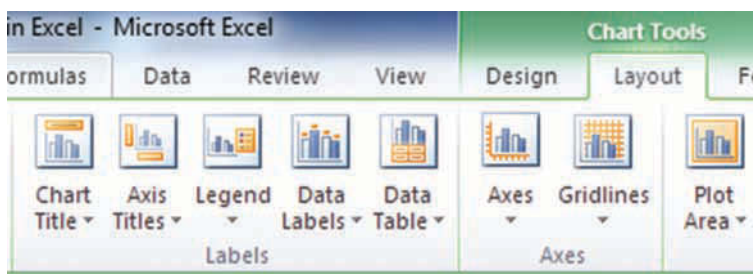 in Excel - Microsoft Excel Chart Tools
ormulas Data Review View Design Layout F
Chart Title Axis Titles Legend Data Labels Data Table Axes Gridlines Plot Area
Labels Axes